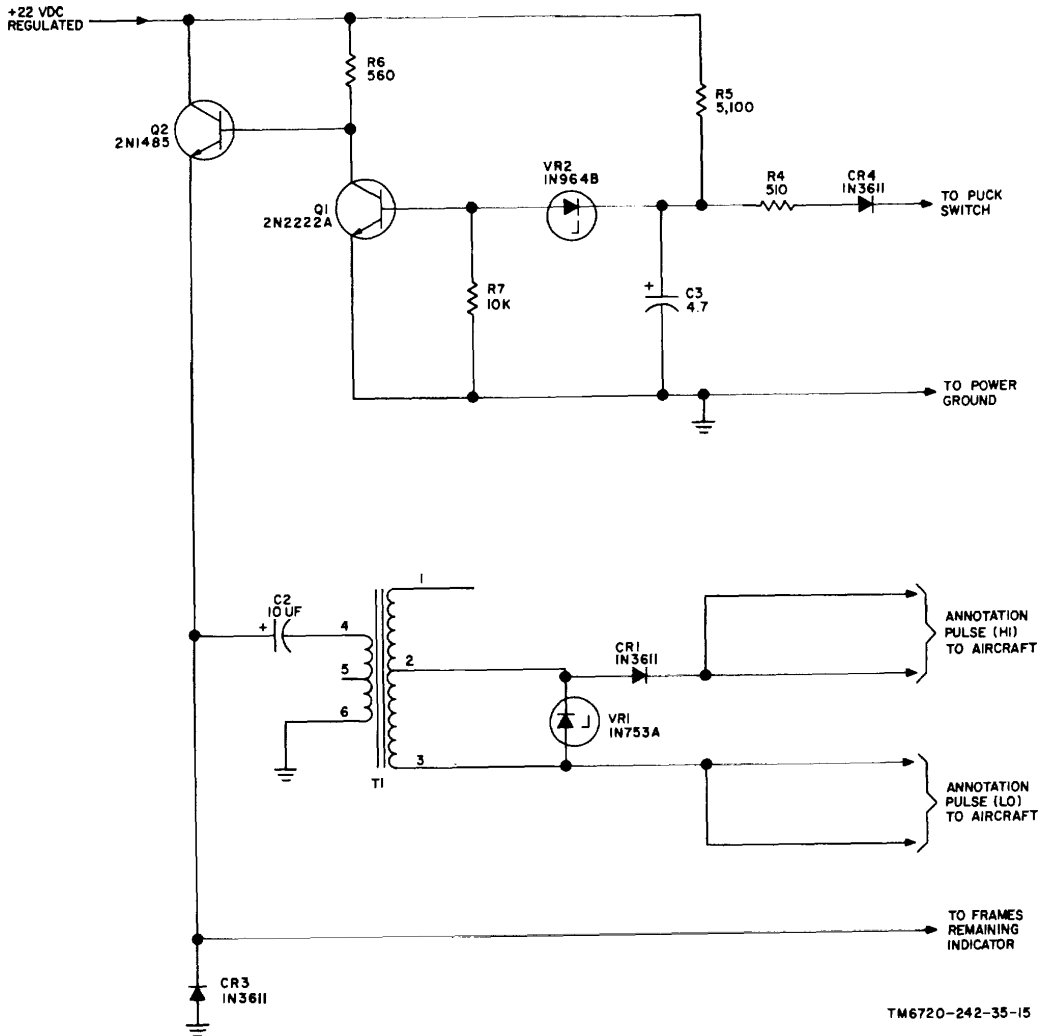 +22 VDC
REGULATED
R6
560
R5
5,100
Q2
2N1485
VR2
1N964B
R4
510
CR4
1N3611
TO PUCK
SWITCH
Q1
2N2222A
R7
10K
+
C3
4.7
TO POWER
GROUND
1
C2
10UF
+
4
5
6
2
3
T1
CR1
1N3611
VR1
1N753A
ANNOTATION
PULSE (HI)
TO AIRCRAFT
ANNOTATION
PULSE (LO)
TO AIRCRAFT
TO FRAMES
REMAINING
INDICATOR
CR3
1N3611
TM6720-242-35-15